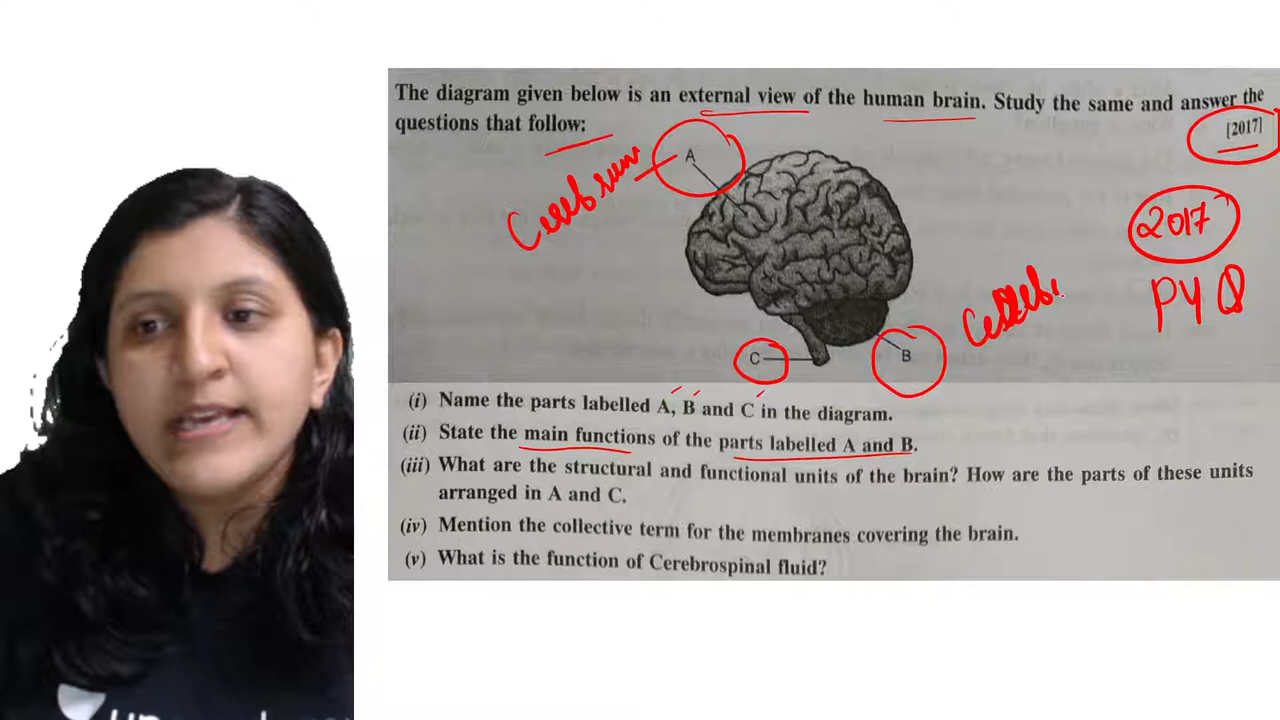 The diagram given below is an external view of the human brain. Study the same and answer the
questions that follow:
[2017]
A
Cerebrum
2017
PYQ
C
B
(i) Name the parts labelled A, B and C in the diagram.
(ii) State the main functions of the parts labelled A and B.
(iii) What are the structural and functional units of the brain? How are the parts of these units
arranged in A and C.
(iv) Mention the collective term for the membranes covering the brain.
(v) What is the function of Cerebrospinal fluid?